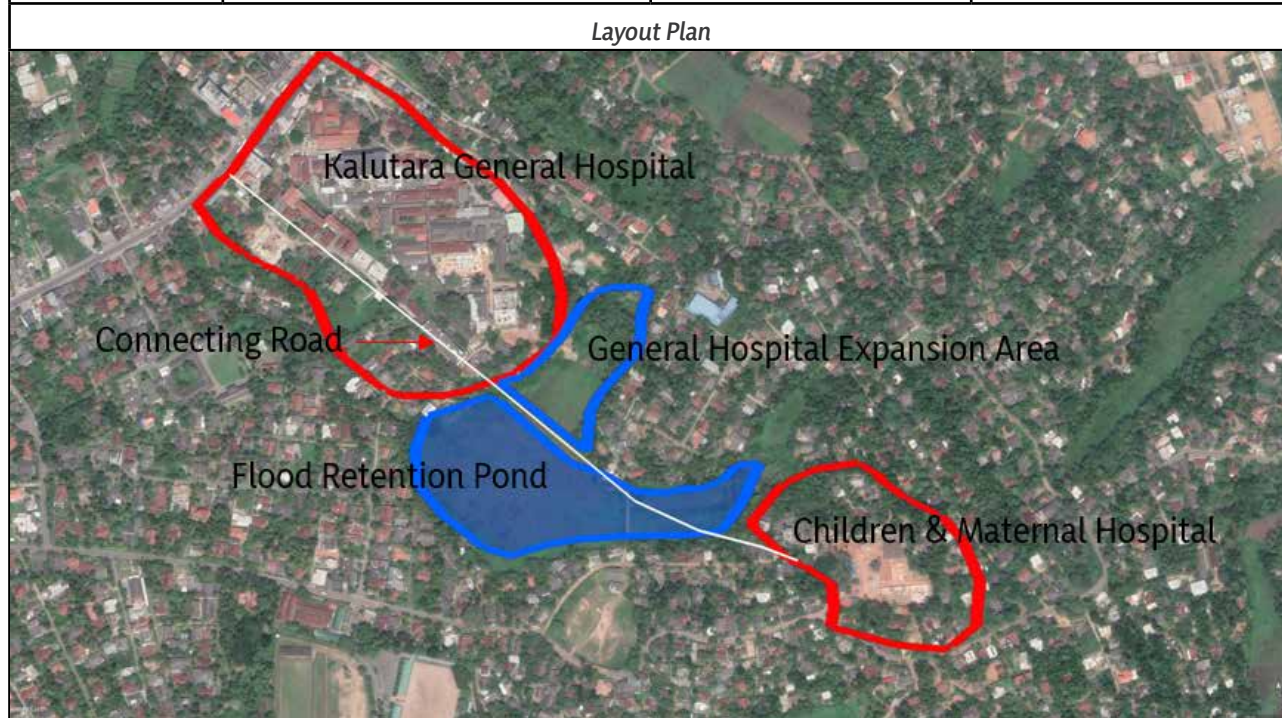 Layout Plan
Kalutara General Hospital
Connecting Road
General Hospital Expansion Area
Flood Retention Pond
Children & Maternal Hospital